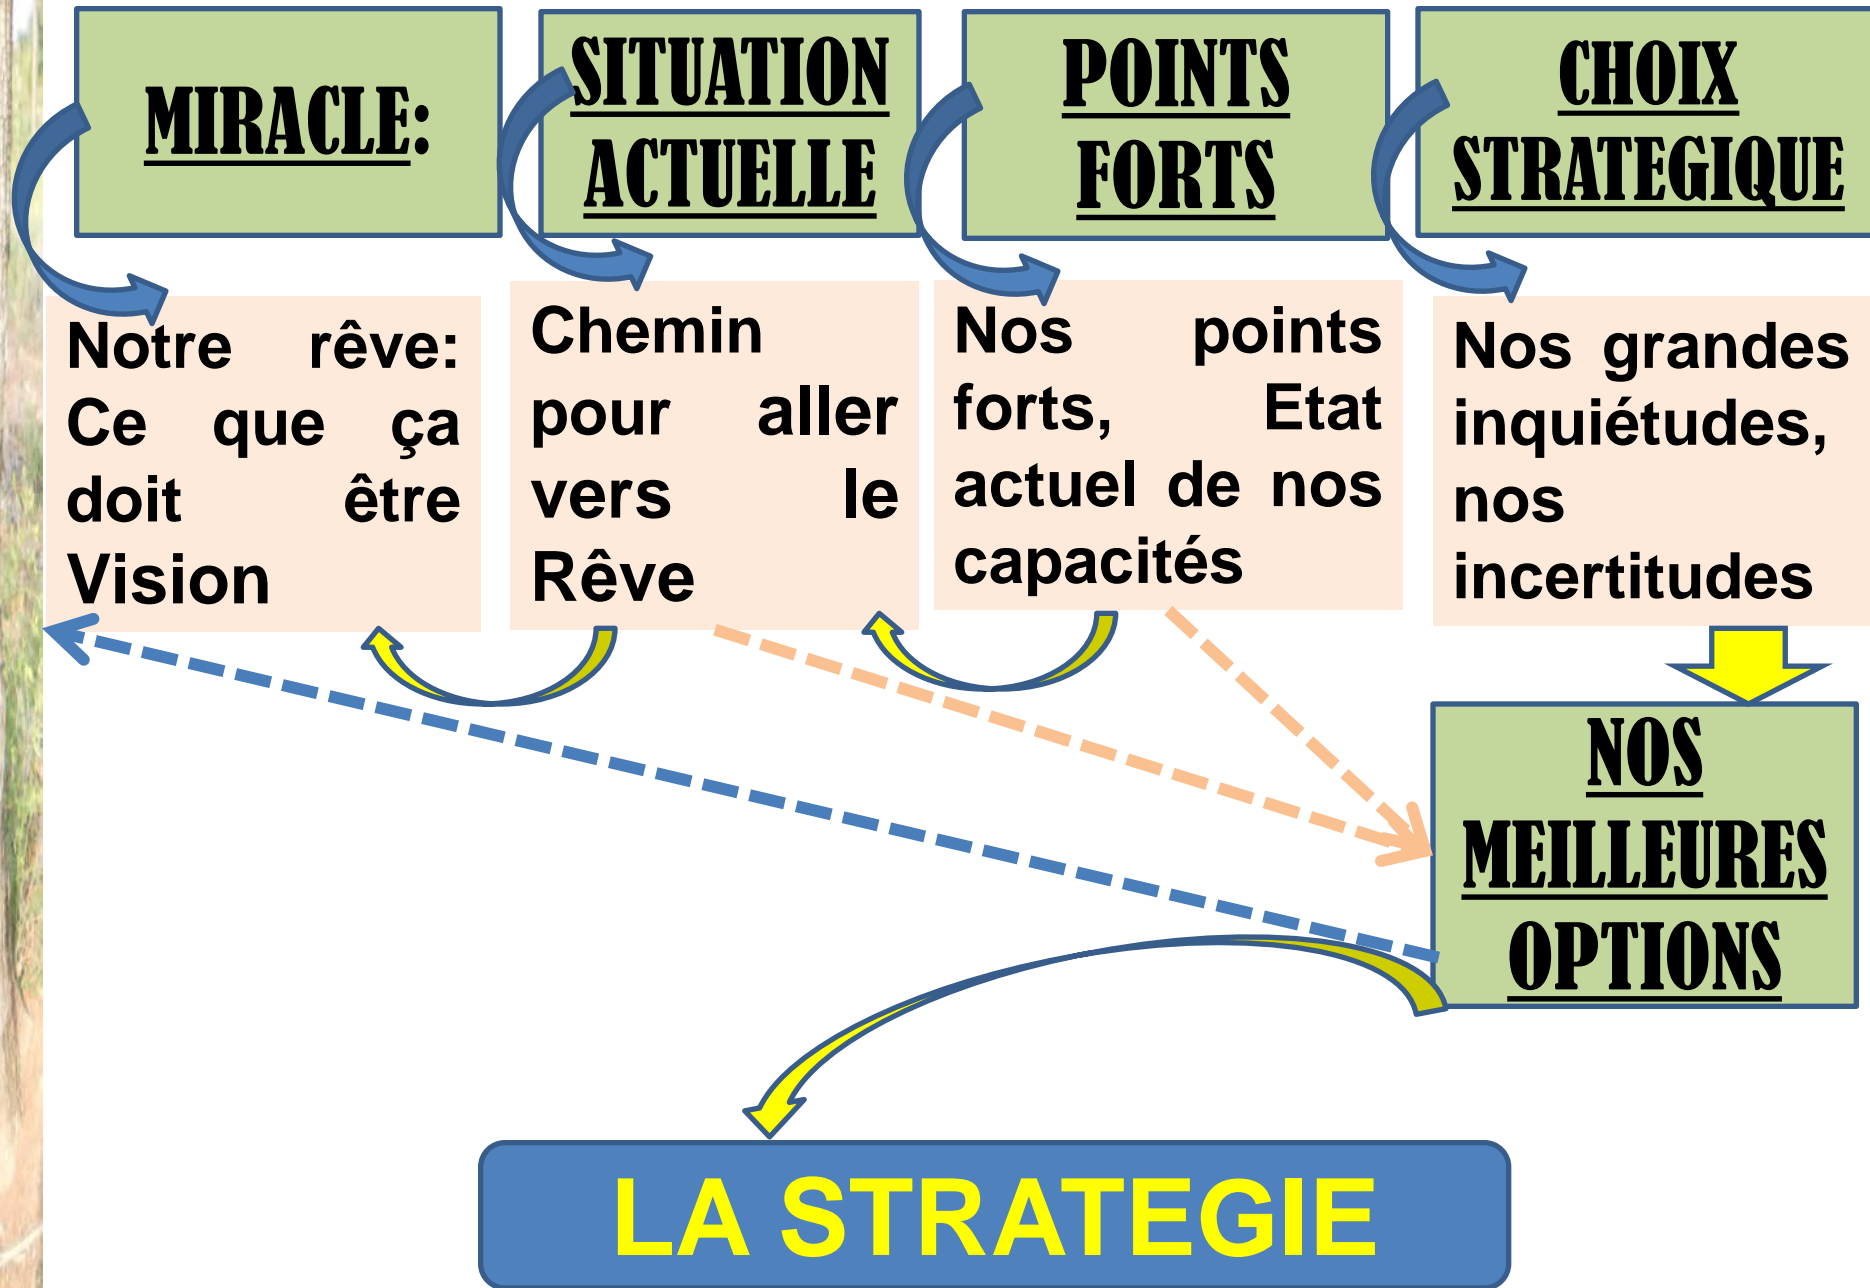 MIRACLE:
SITUATION
ACTUELLE
POINTS
FORTS
CHOIX
STRATEGIQUE
Notre rêve:
Ce que ça
doit être
Vision
Chemin
pour aller
vers le
Rêve
Nos points
forts, Etat
actuel de nos
capacités
Nos grandes
inquiétudes,
nos
incertitudes
NOS
MEILLEURES
OPTIONS
LA STRATEGIE